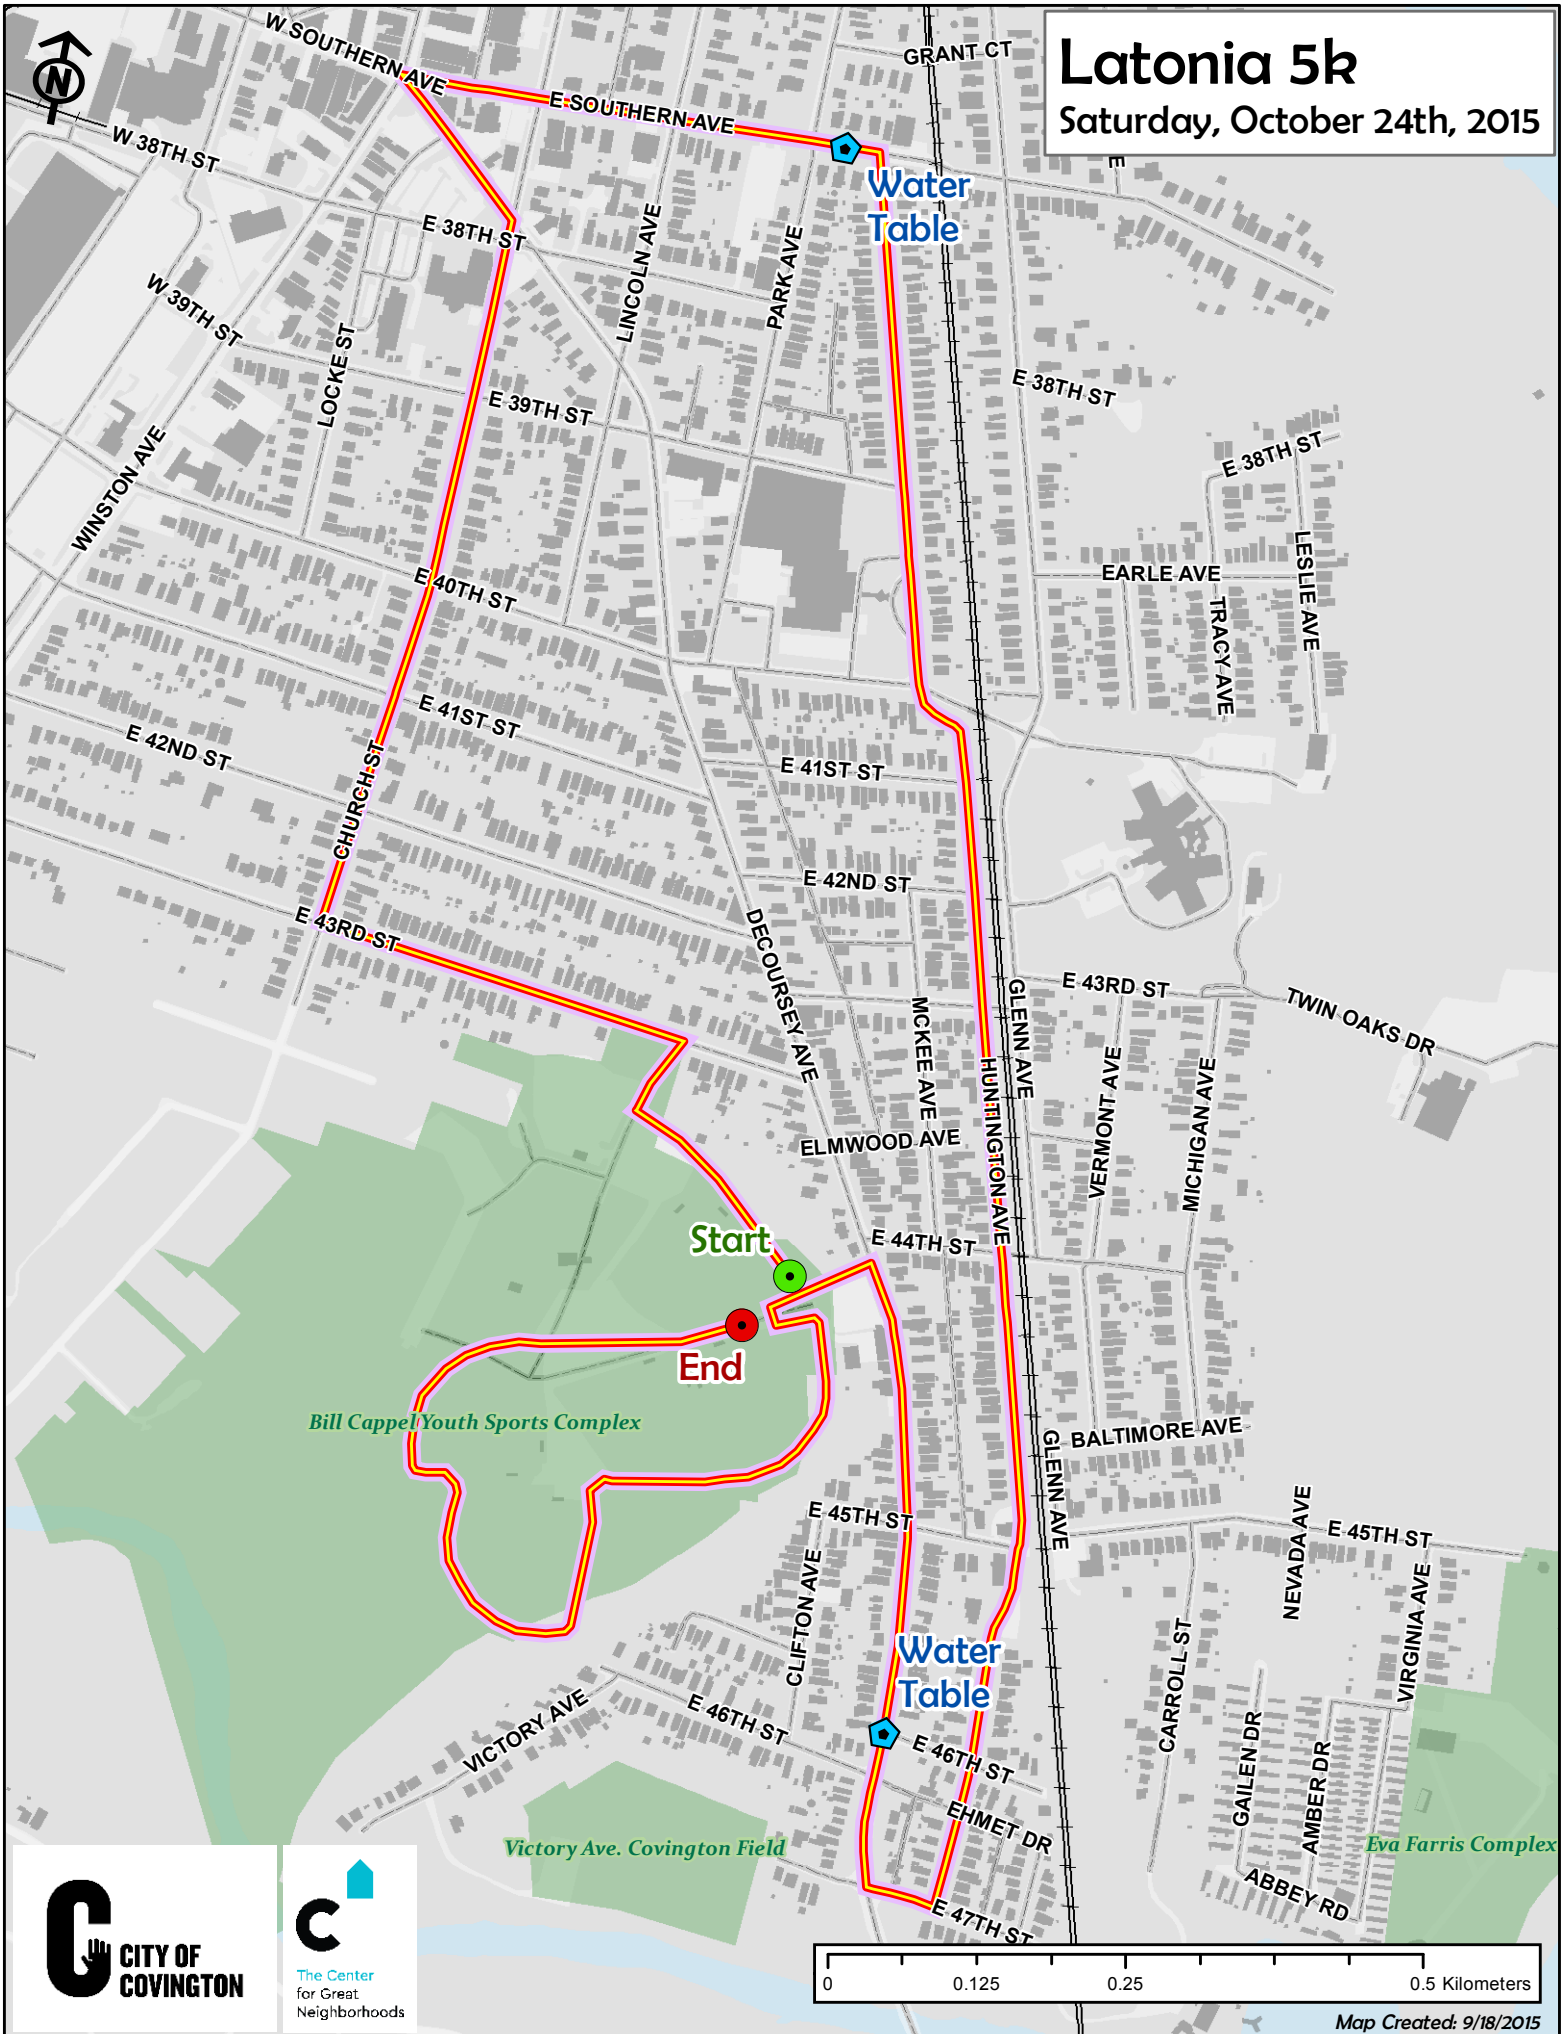 Latonia 5k
Saturday, October 24th, 2015
N
W SOUTHERN AVE
GRANT CT
E SOUTHERN AVE
W 38TH ST
E
Water
Table
E 38TH ST
LINCOLN AVE
PARK AVE
W 39TH ST
LOCKE ST
E 38TH ST
E 39TH ST
WINSTON AVE
E 38TH ST
LESLIE AVE
E 40TH ST
EARLE AVE
TRACY AVE
E 41ST ST
E 42ND ST
CHURCH ST
E 41ST ST
E 42ND ST
E 43RD ST
DECOURSEY AVE
MCKEE AVE
GLENN AVE
E 43RD ST
TWIN OAKS DR
HUNTINGTON AVE
VERMONT AVE
MICHIGAN AVE
ELMWOOD AVE
Start
E 44TH ST
End
Bill Cappel Youth Sports Complex
GLENN AVE
BALTIMORE AVE
E 45TH ST
NEVADA AVE
E 45TH ST
CLIFTON AVE
VIRGINIA AVE
CARROLL ST
Water
Table
E 46TH ST
VICTORY AVE
E 46TH ST
GAILEN DR
AMBER DR
EHMET DR
Victory Ave. Covington Field
Eva Farris Complex
ABBEY RD
E 47TH ST
CITY OF
COVINGTON
The Center
for Great
Neighborhoods
0 0.125 0.25 0.5 Kilometers
Map Created: 9/18/2015